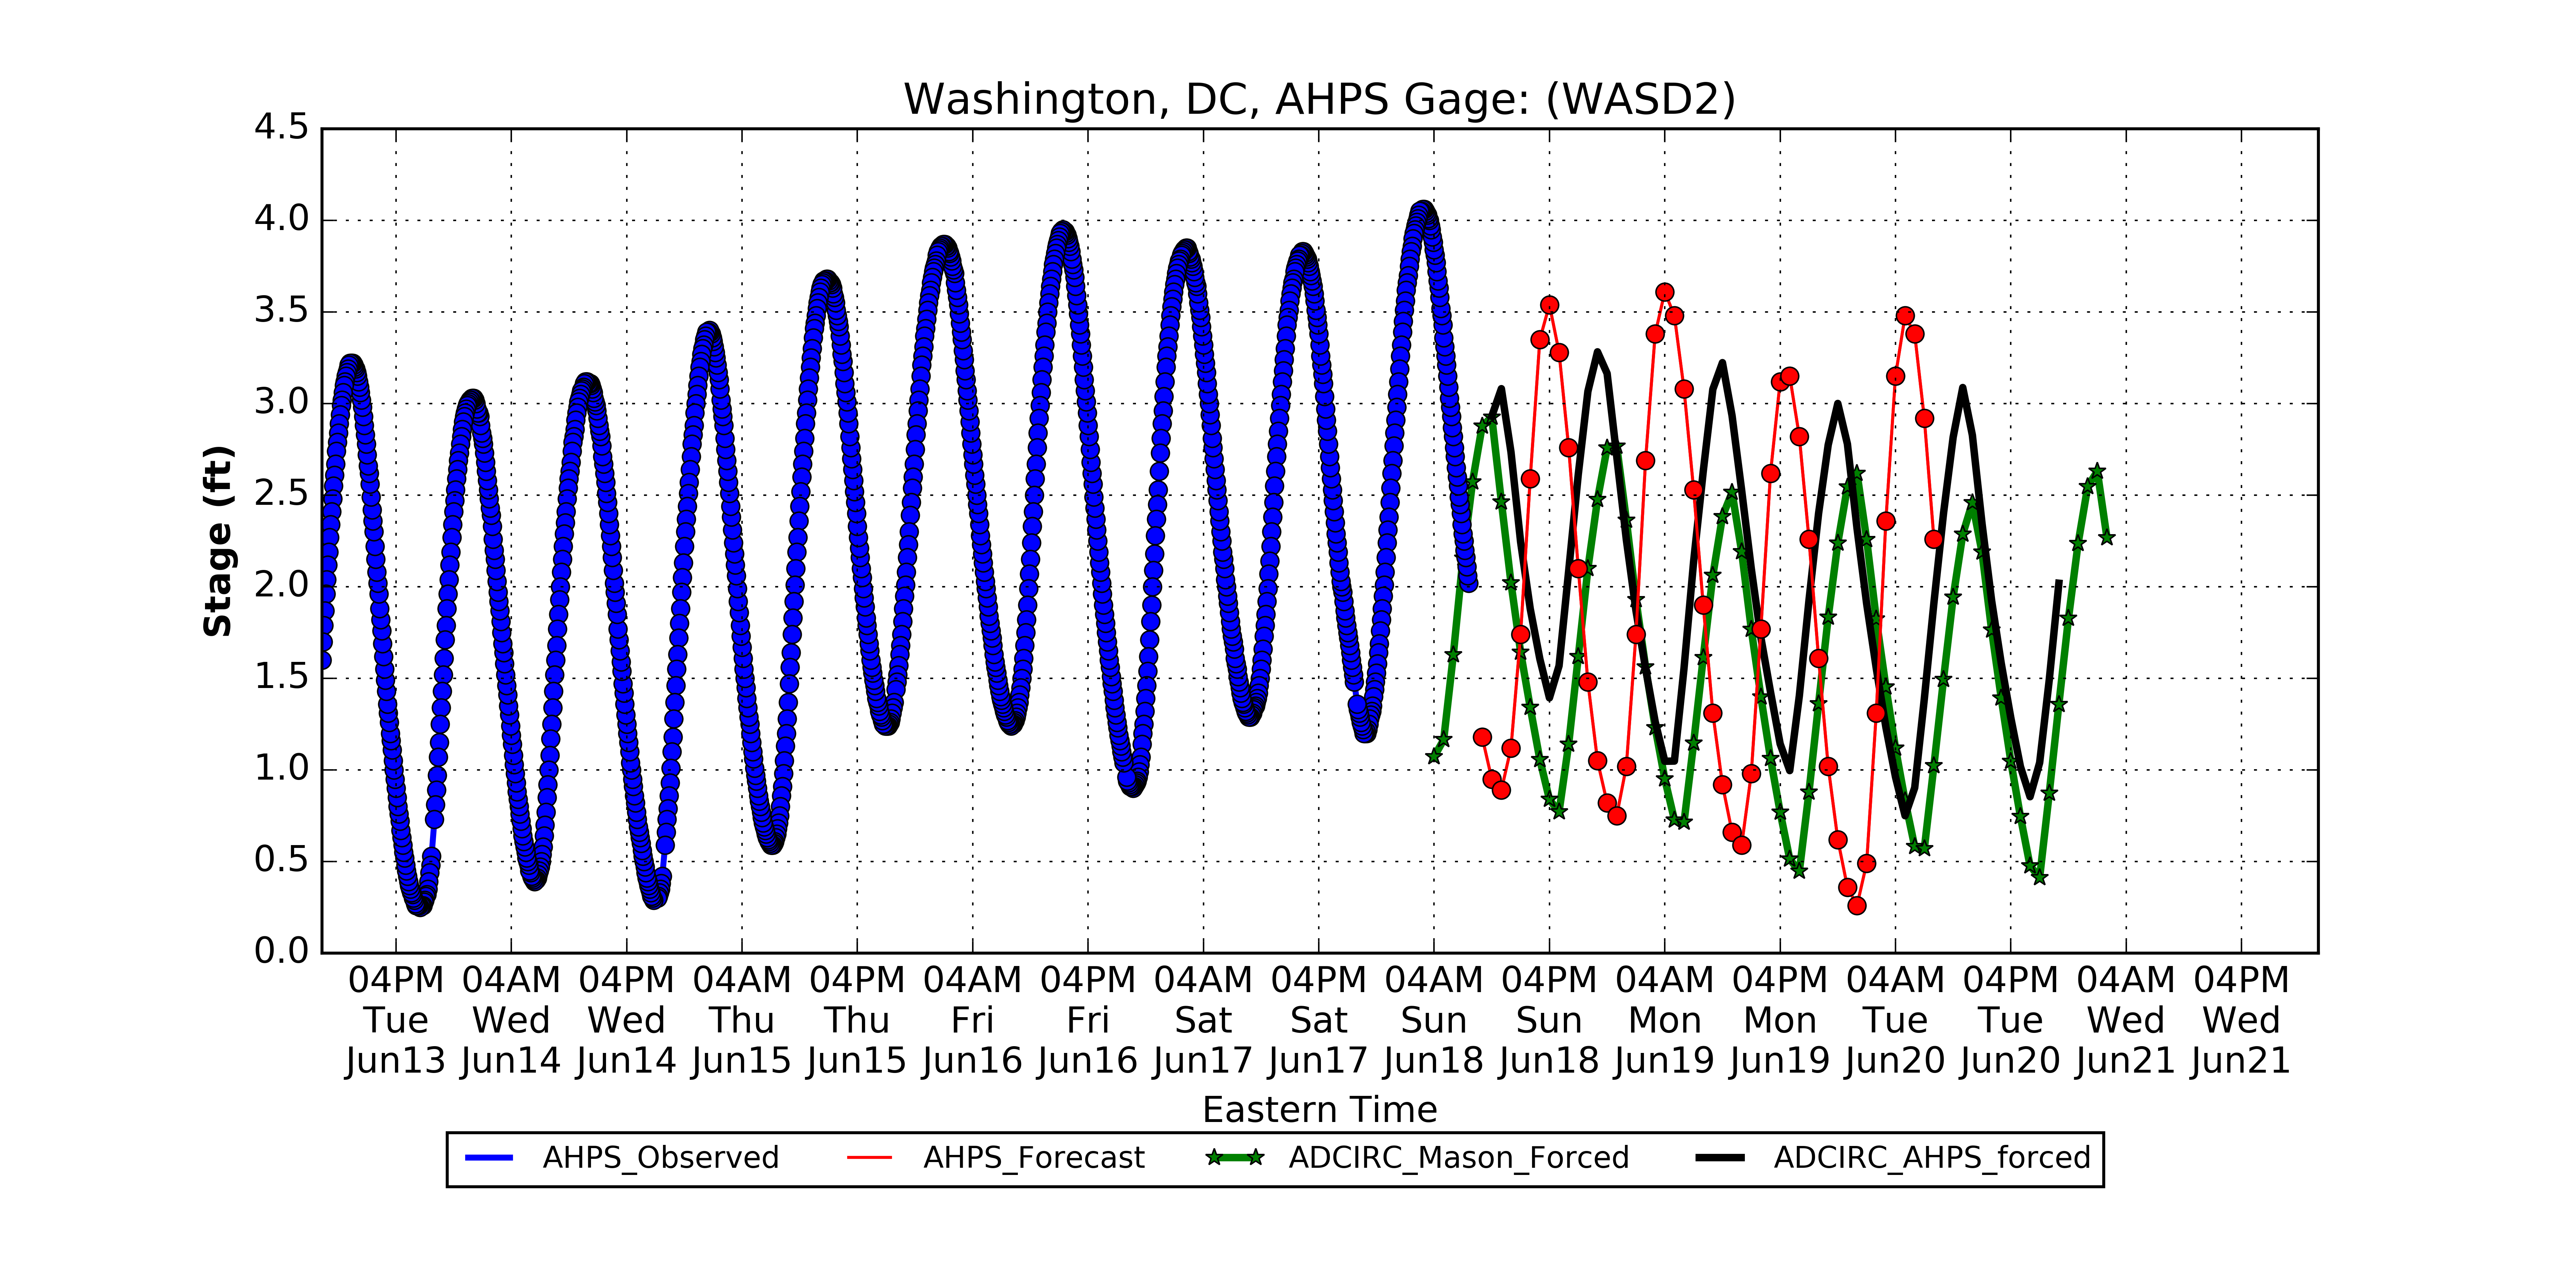 Washington, DC, AHPS Gage: (WASD2)
4.5
4.0
3.5
3.0
2.5
2.0
1.5
1.0
0.5
0.0
Stage (ft)
04PM 04AM 04PM 04AM 04PM 04AM 04PM 04AM 04PM 04AM 04PM 04AM 04PM 04AM 04PM 04AM 04PM
Tue Wed Wed Thu Thu Fri Fri Sat Sat Sun Sun Mon Mon Tue Tue Wed Wed
Jun13 Jun14 Jun14 Jun15 Jun15 Jun16 Jun16 Jun17 Jun17 Jun18 Jun18 Jun19 Jun19 Jun20 Jun20 Jun21 Jun21
Eastern Time
AHPS_Observed AHPS_Forecast ADCIRC_Mason_Forced ADCIRC_AHPS_forced